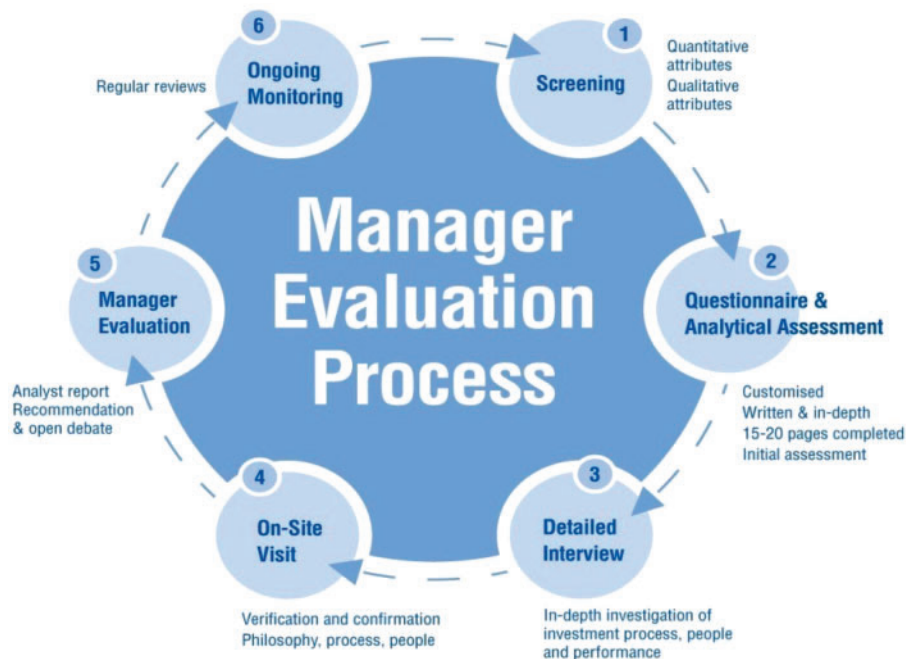 Manager
Evaluation
Process
1
Screening
Quantitative
attributes
Qualitative
attributes
2
Questionnaire &
Analytical Assessment
Customised
Written & in-depth
15-20 pages completed
Initial assessment
3
Detailed
Interview
In-depth investigation of
investment process, people
and performance
4
On-Site
Visit
Verification and confirmation
Philosophy, process, people
5
Manager
Evaluation
Analyst report
Recommendation
& open debate
6
Ongoing
Monitoring
Regular reviews